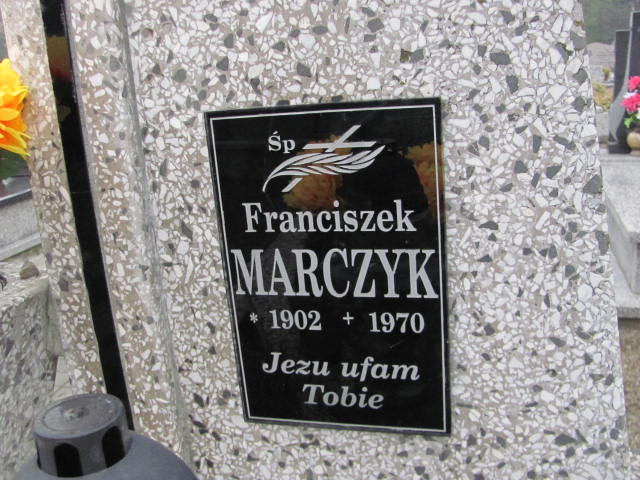 Śp
Franciszek
MARCZYK
* 1902 + 1970
Jezu ufam
Tobie